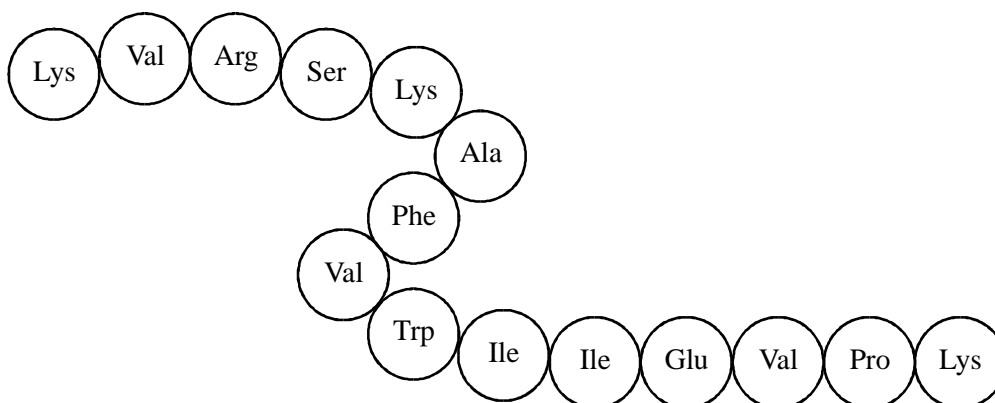 Lys Val Arg Ser Lys
Ala
Phe
Val
Trp Ile Ile Glu Val Pro Lys